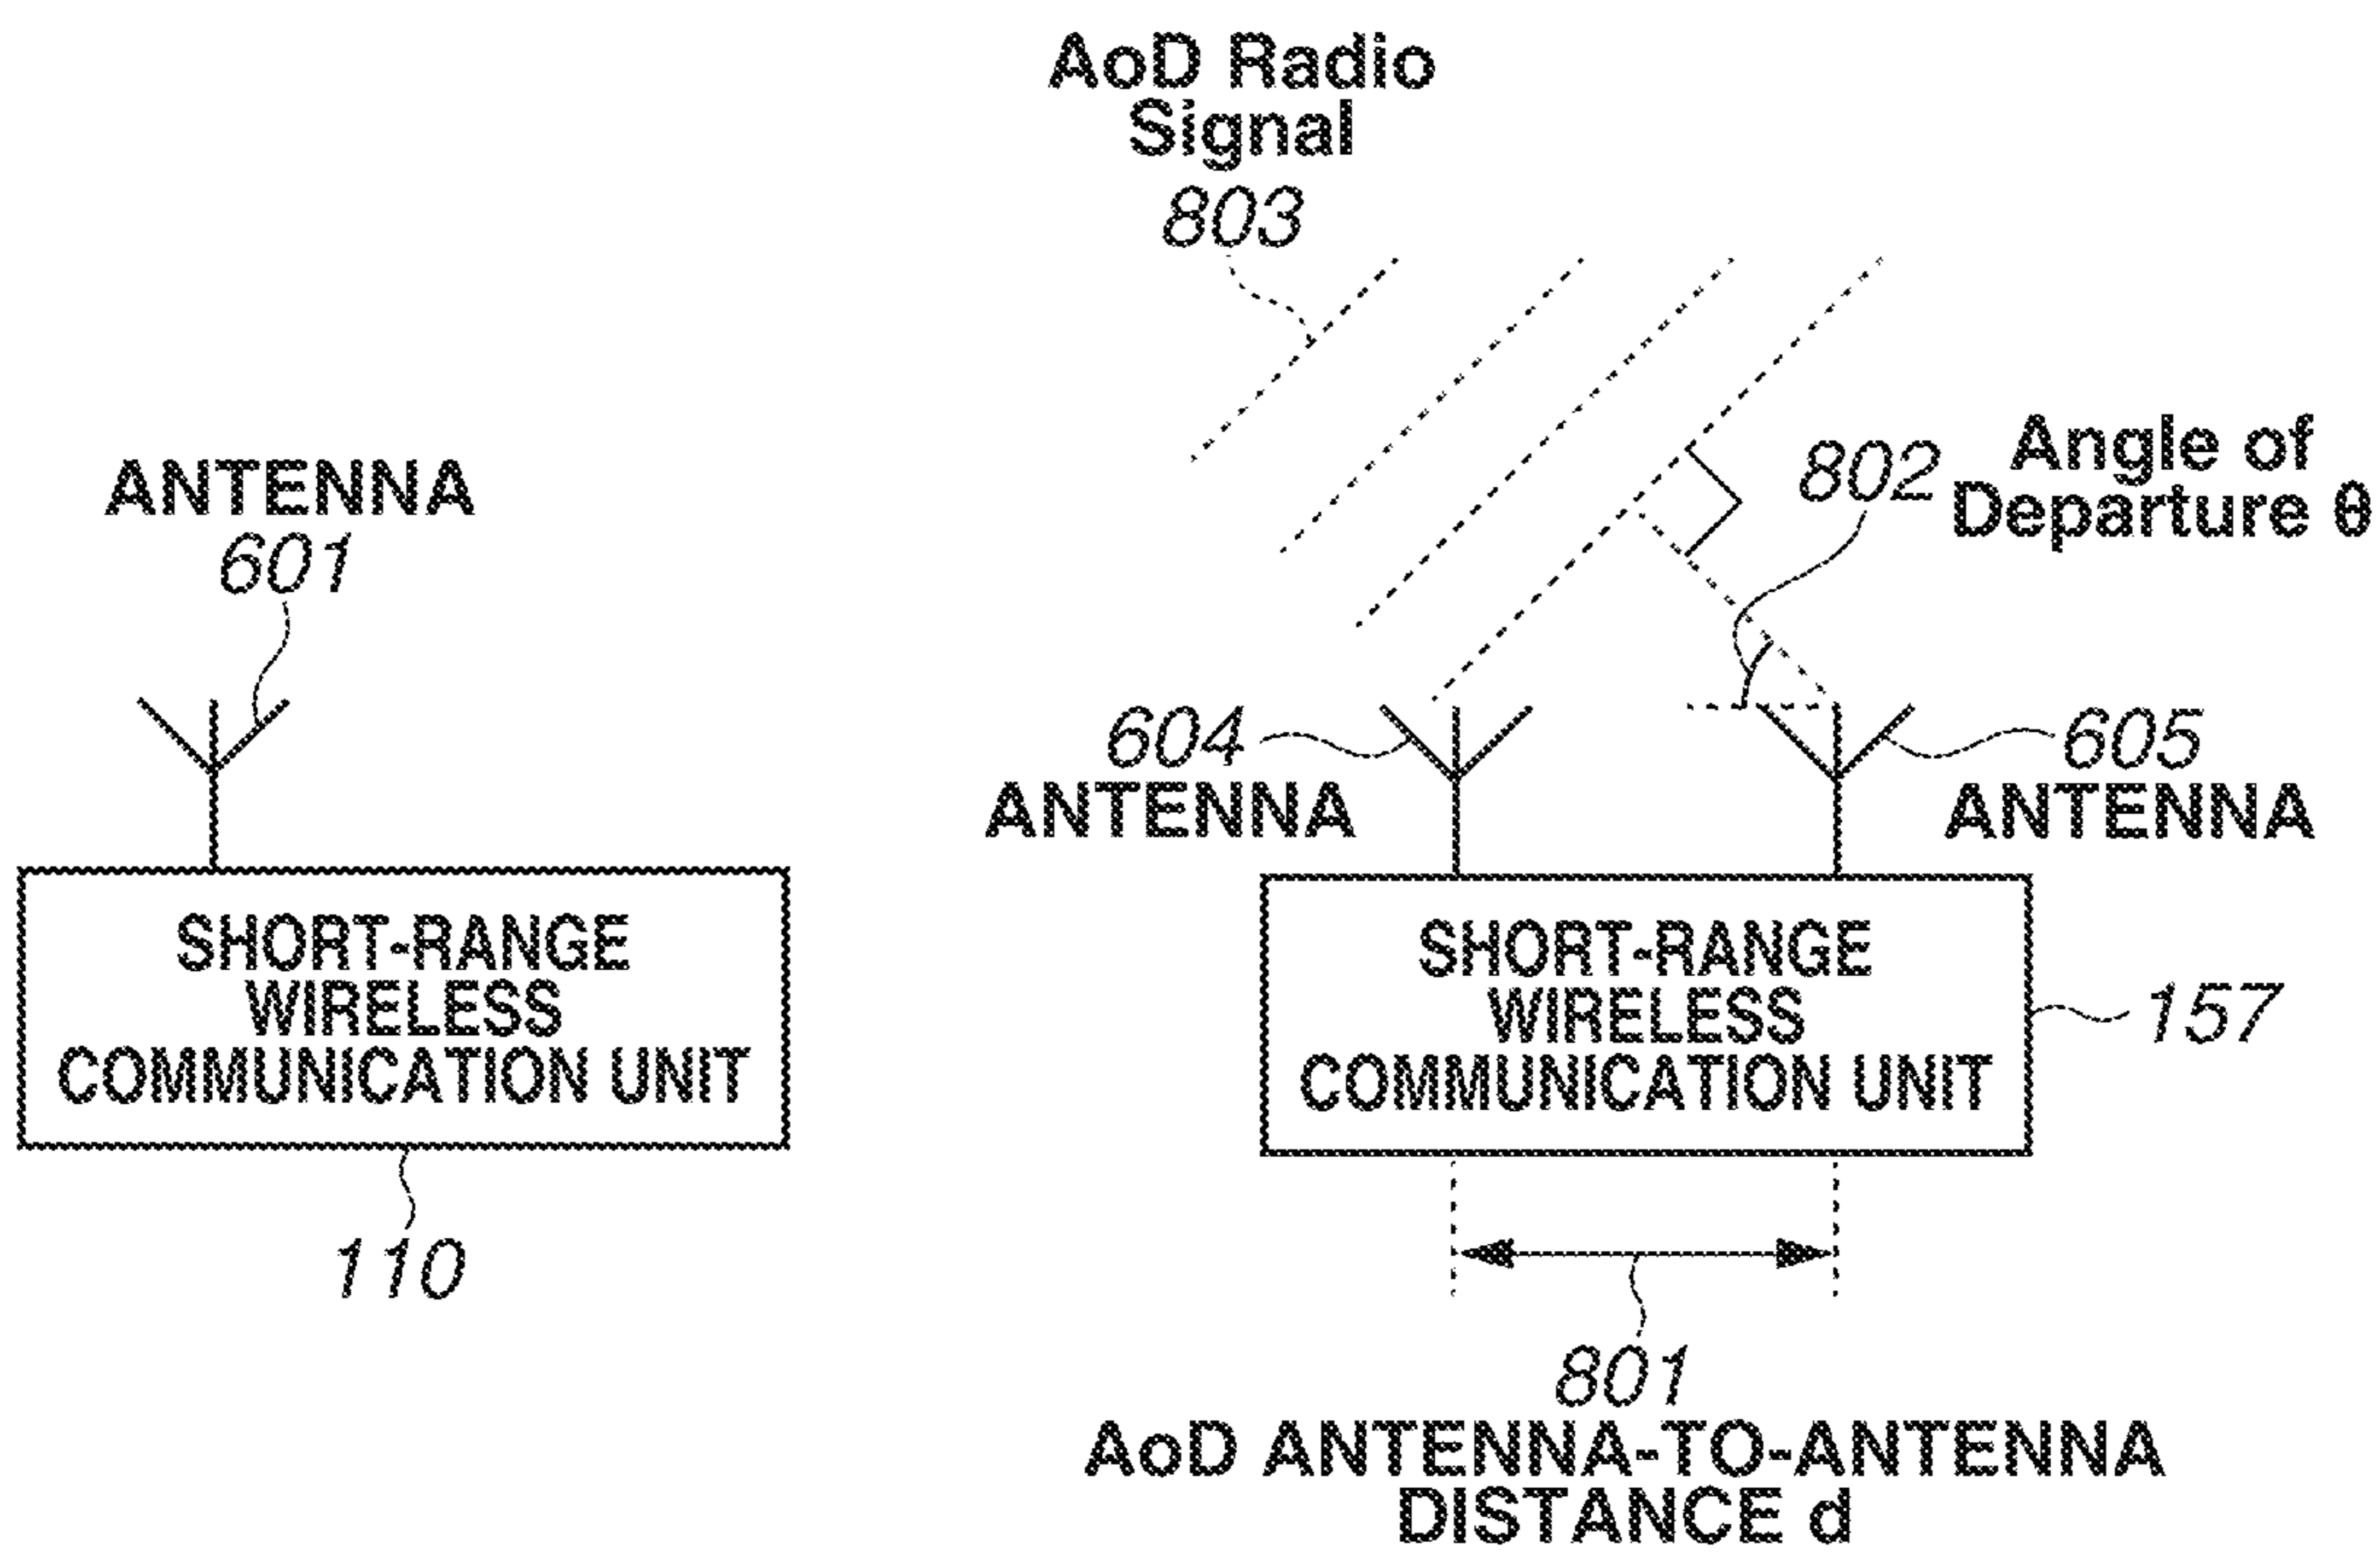 AoD Radio
Signal
803
ANTENNA
601
802
Angle of
Departure θ
604
ANTENNA
605
ANTENNA
SHORT-RANGE
WIRELESS
COMMUNICATION UNIT
110
SHORT-RANGE
WIRELESS
COMMUNICATION UNIT
157
801
AoD ANTENNA-TO-ANTENNA
DISTANCE d